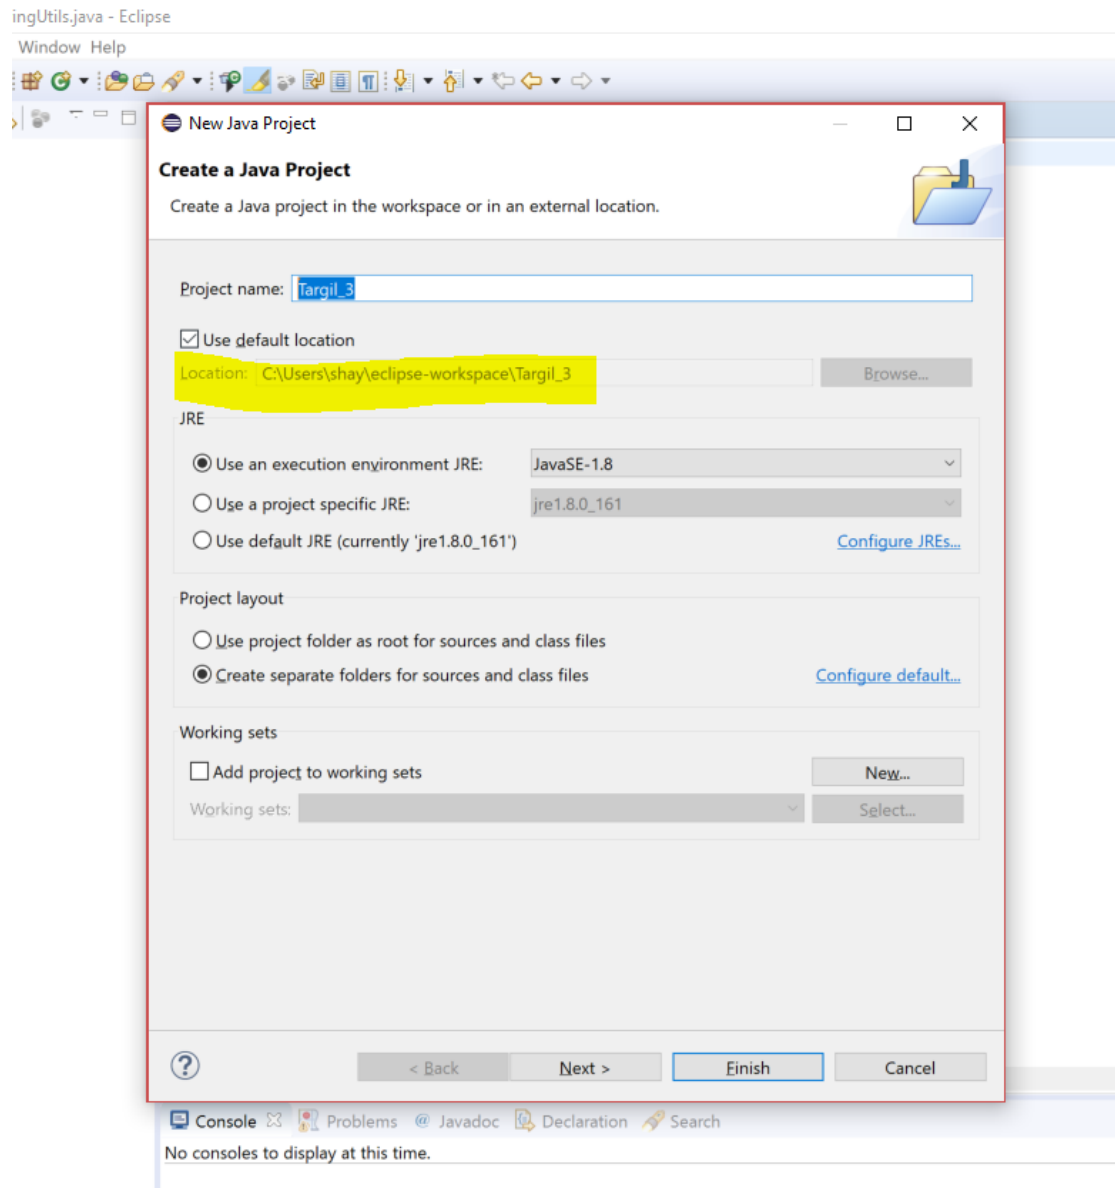 ingUtils.java - Eclipse
Window Help
New Java Project
Create a Java Project
Create a Java project in the workspace or in an external location.
Project name: Targil_3
Use default location
Location: C:\Users\shay\eclipse-workspace\Targil_3 Browse...
JRE
Use an execution environment JRE: JavaSE-1.8
Use a project specific JRE: jre1.8.0_161
Use default JRE (currently 'jre1.8.0_161') Configure JREs...
Project layout
Use project folder as root for sources and class files
Create separate folders for sources and class files Configure default...
Working sets
Add project to working sets New...
Working sets: Select...
< Back Next > Finish Cancel
Console Problems @ Javadoc Declaration Search
No consoles to display at this time.